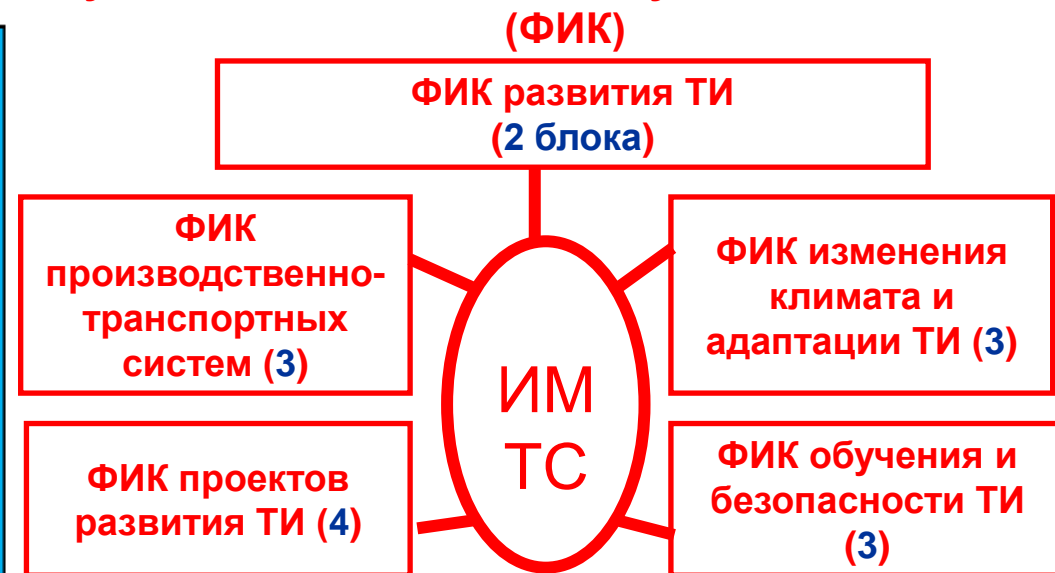 (ФИК)
ФИК развития ТИ
(2 блока)
ФИК
производственно-
транспортных
систем (3)
ФИК изменения
климата и
адаптации ТИ (3)
ИМ
ТС
ФИК проектов
развития ТИ (4)
ФИК обучения и
безопасности ТИ
(3)